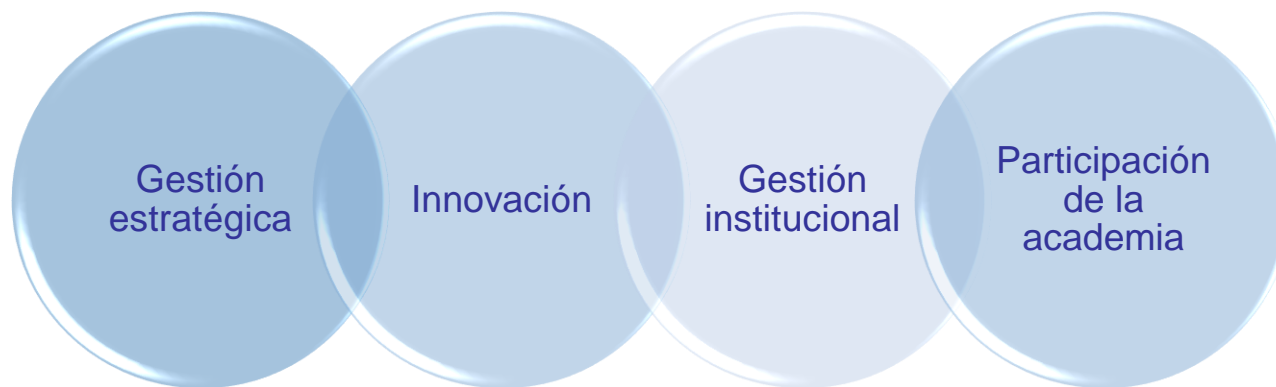 Gestión
estratégica
Innovación
Gestión
institucional
Participación
de la
academia